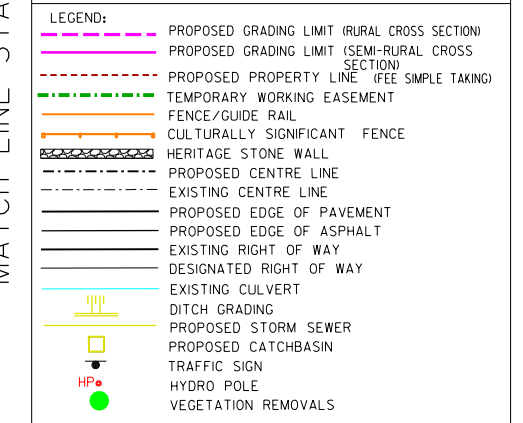 MATCH LINE STA
LEGEND:
PROPOSED GRADING LIMIT (RURAL CROSS SECTION)
PROPOSED GRADING LIMIT (SEMI-RURAL CROSS
SECTION)
PROPOSED PROPERTY LINE (FEE SIMPLE TAKING)
TEMPORARY WORKING EASEMENT
FENCE/GUIDE RAIL
CULTURALLY SIGNIFICANT FENCE
HERITAGE STONE WALL
PROPOSED CENTRE LINE
EXISTING CENTRE LINE
PROPOSED EDGE OF PAVEMENT
PROPOSED EDGE OF ASPHALT
EXISTING RIGHT OF WAY
DESIGNATED RIGHT OF WAY
EXISTING CULVERT
DITCH GRADING
PROPOSED STORM SEWER
PROPOSED CATCHBASIN
TRAFFIC SIGN
HP HYDRO POLE
VEGETATION REMOVALS